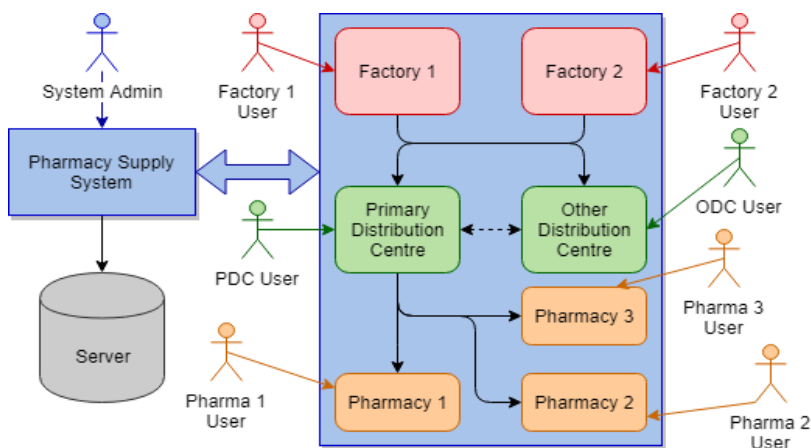 System Admin
Factory 1
User
Factory 1
Factory 2
Factory 2
User
Pharmacy Supply
System
PDC User
Primary
Distribution
Centre
Other
Distribution
Centre
ODC User
Server
Pharma 1
User
Pharmacy 1
Pharmacy 3
Pharmacy 2
Pharma 3
User
Pharma 2
User